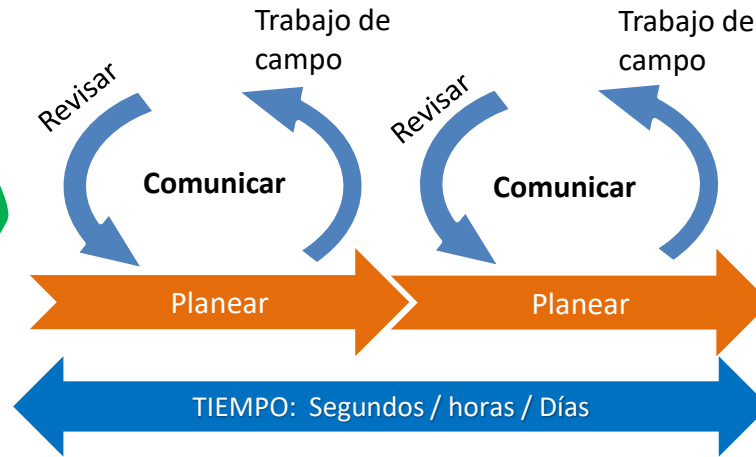 Trabajo de
campo
Revisar
Comunicar
Planear
Trabajo de
campo
Revisar
Comunicar
Planear
TIEMPO: Segundos / horas / Días